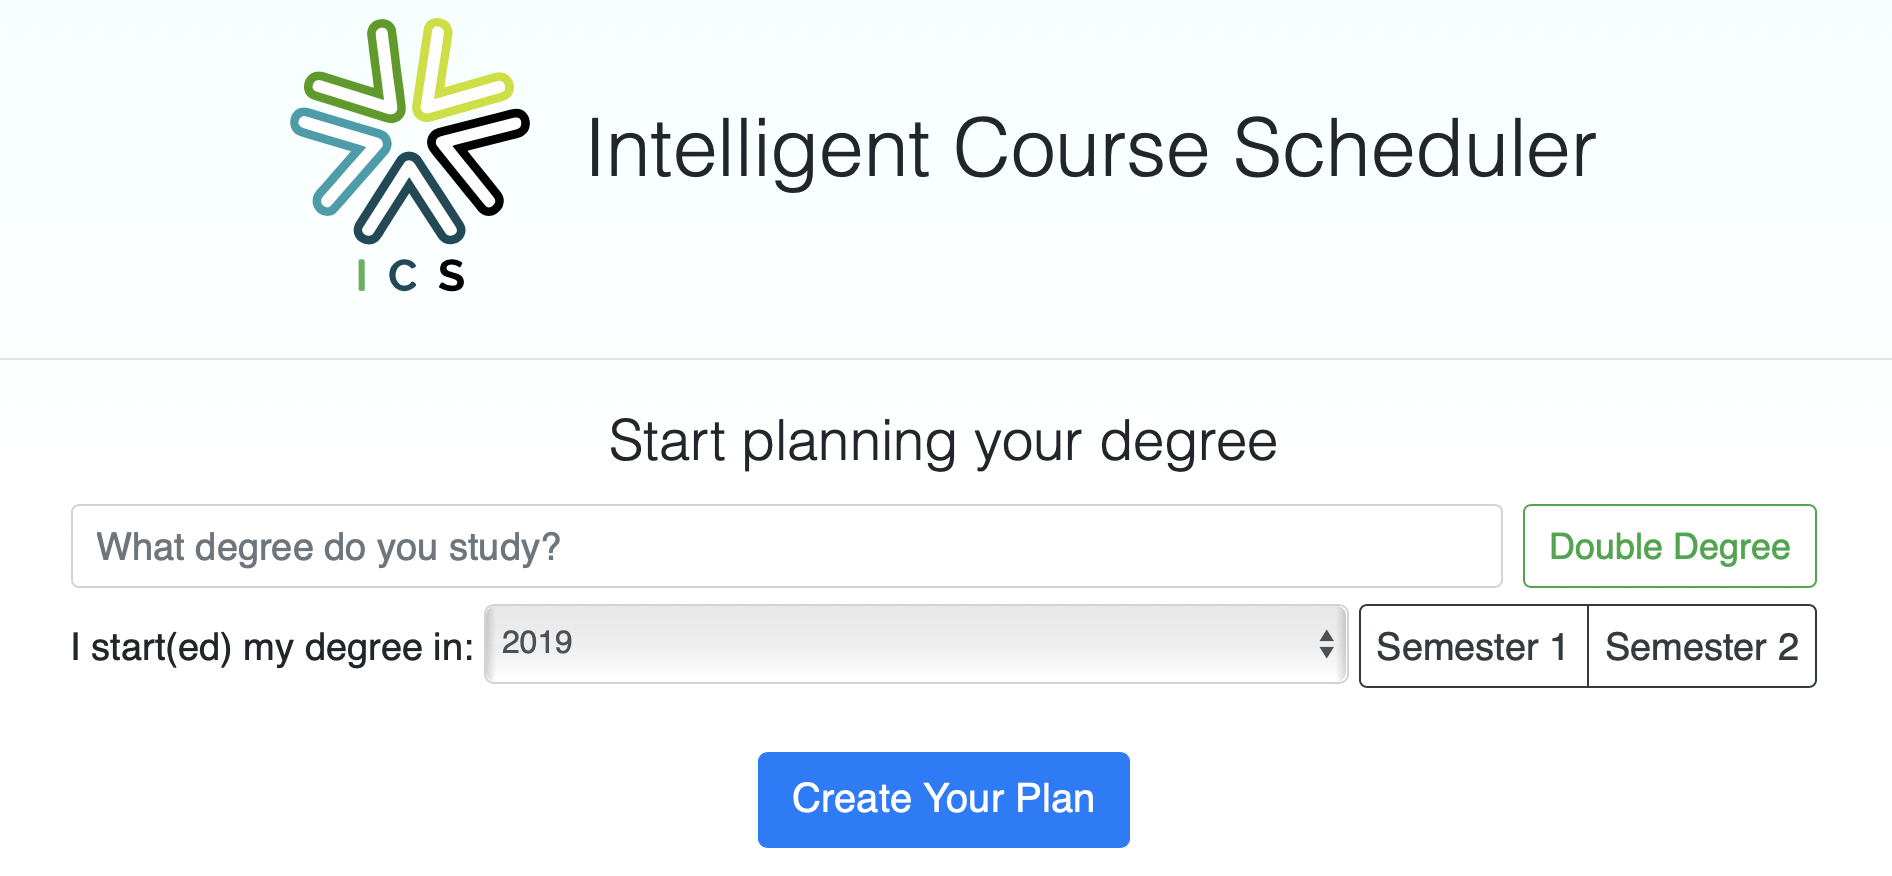 I C S
Intelligent Course Scheduler
Start planning your degree
What degree do you study?
Double Degree
I start(ed) my degree in:
2019
Semester 1
Semester 2
Create Your Plan